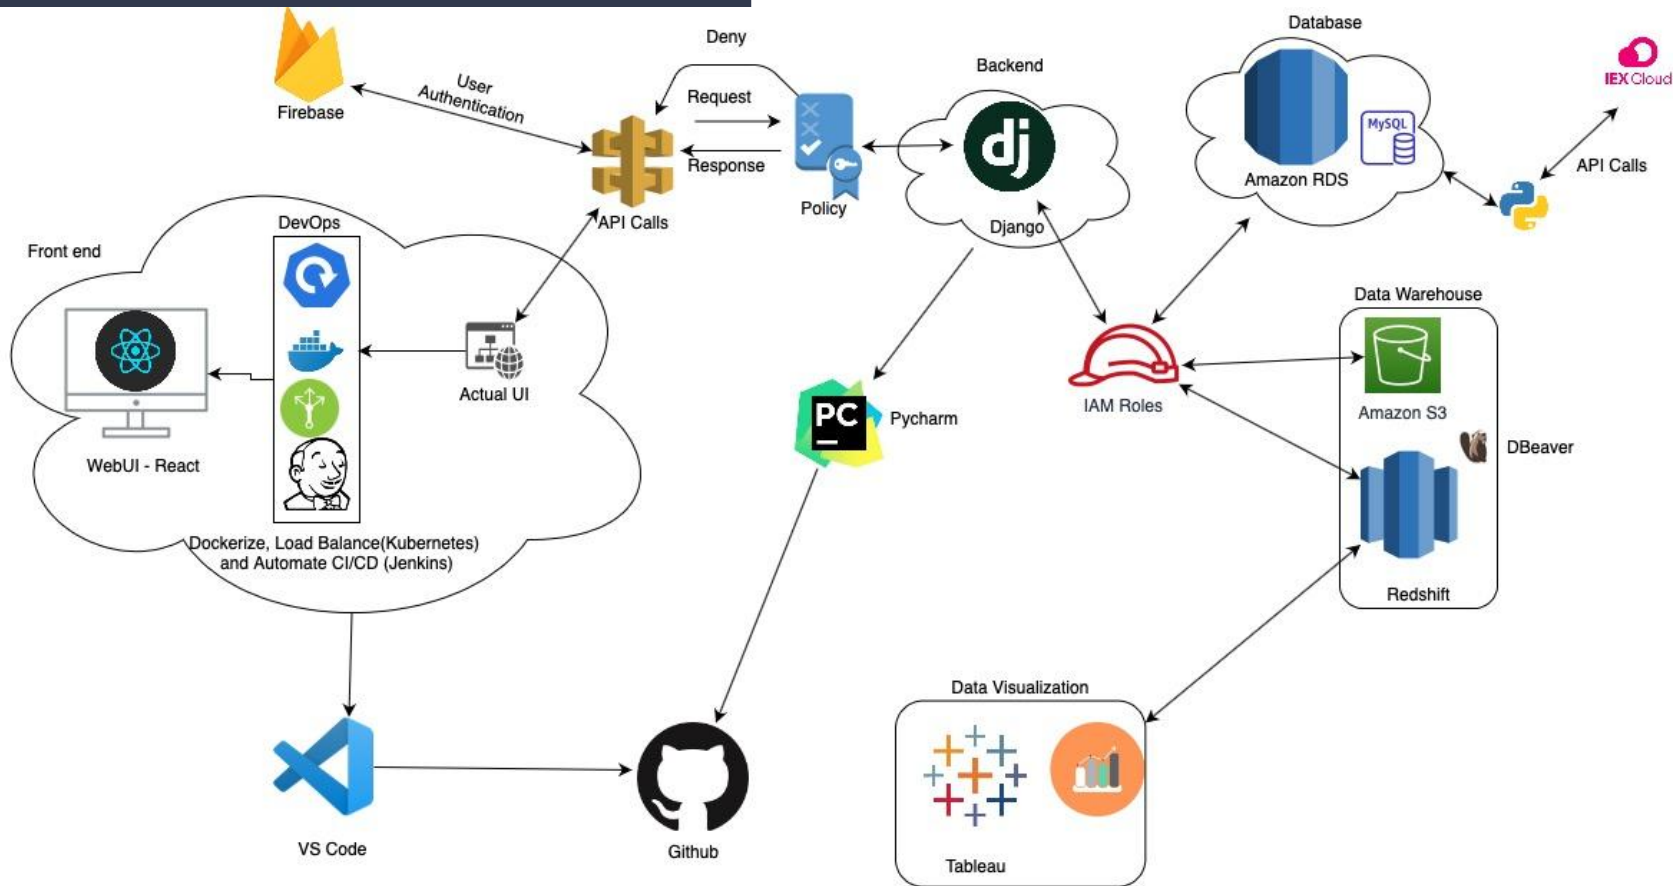 Database
Deny
Backend
IEX Cloud
User
Authentication
Request
Firebase
MySQL
dj
Response
API Calls
Amazon RDS
Policy
API Calls
Django
DevOps
Front end
Data Warehouse
Actual UI
IAM Roles
Amazon S3
PC
Pycharm
DBeaver
WebUI - React
Dockerize, Load Balance(Kubernetes)
and Automate CI/CD (Jenkins)
Redshift
Data Visualization
VS Code
Github
Tableau